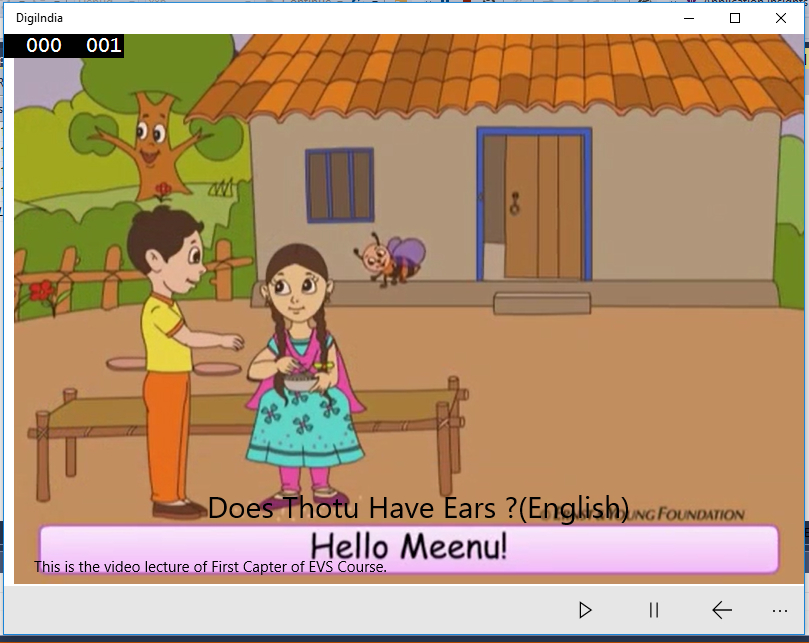 DigiIndia
000 001
Does Thotu Have Ears ?(English)
YOUNG FOUNDATION
Hello Meenu!
This is the video lecture of First Capter of EVS Course.